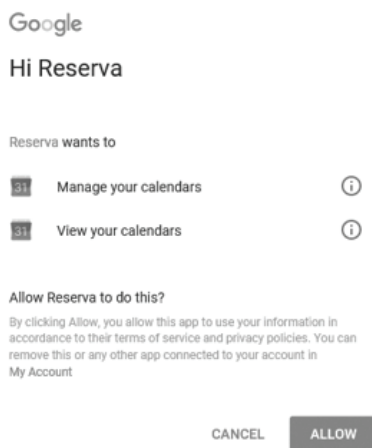 Google
Hi Reserva
Reserva wants to
31 Manage your calendars
31 View your calendars
Allow Reserva to do this?
By clicking Allow, you allow this app to use your information in
accordance to their terms of service and privacy policies. You can
remove this or any other app connected to your account in
My Account
CANCEL ALLOW